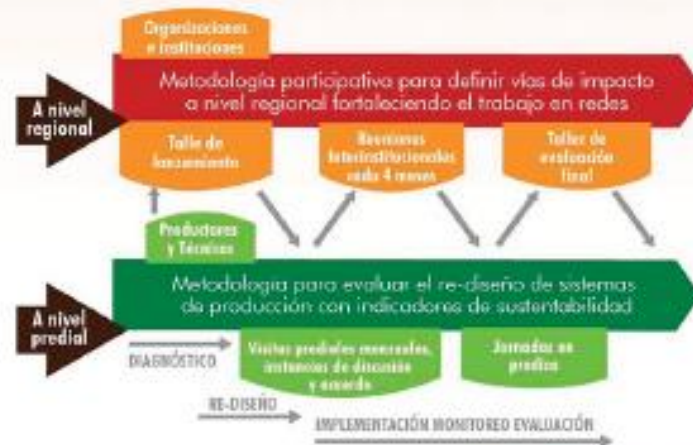 Organizaciones
e instituciones
Metodología participativa para definir vías de impacto
a nivel regional fortaleciendo el trabajo en redes
A nivel
regional
Talle de
lanzamiento
Reuniones
Interinstitucionales
cada 4 meses
Taller de
evaluación
final
Productores
y Técnicos
Metodología para evaluar el re-diseño de sistemas
de producción con indicadores de sustentabilidad
A nivel
predial
DIAGNÓSTICO
Visitas prediales mensuales,
instancias de discusión
y acuerdo
Jornadas en
predios
RE-DISEÑO
IMPLEMENTACIÓN MONITOREO EVALUACIÓN